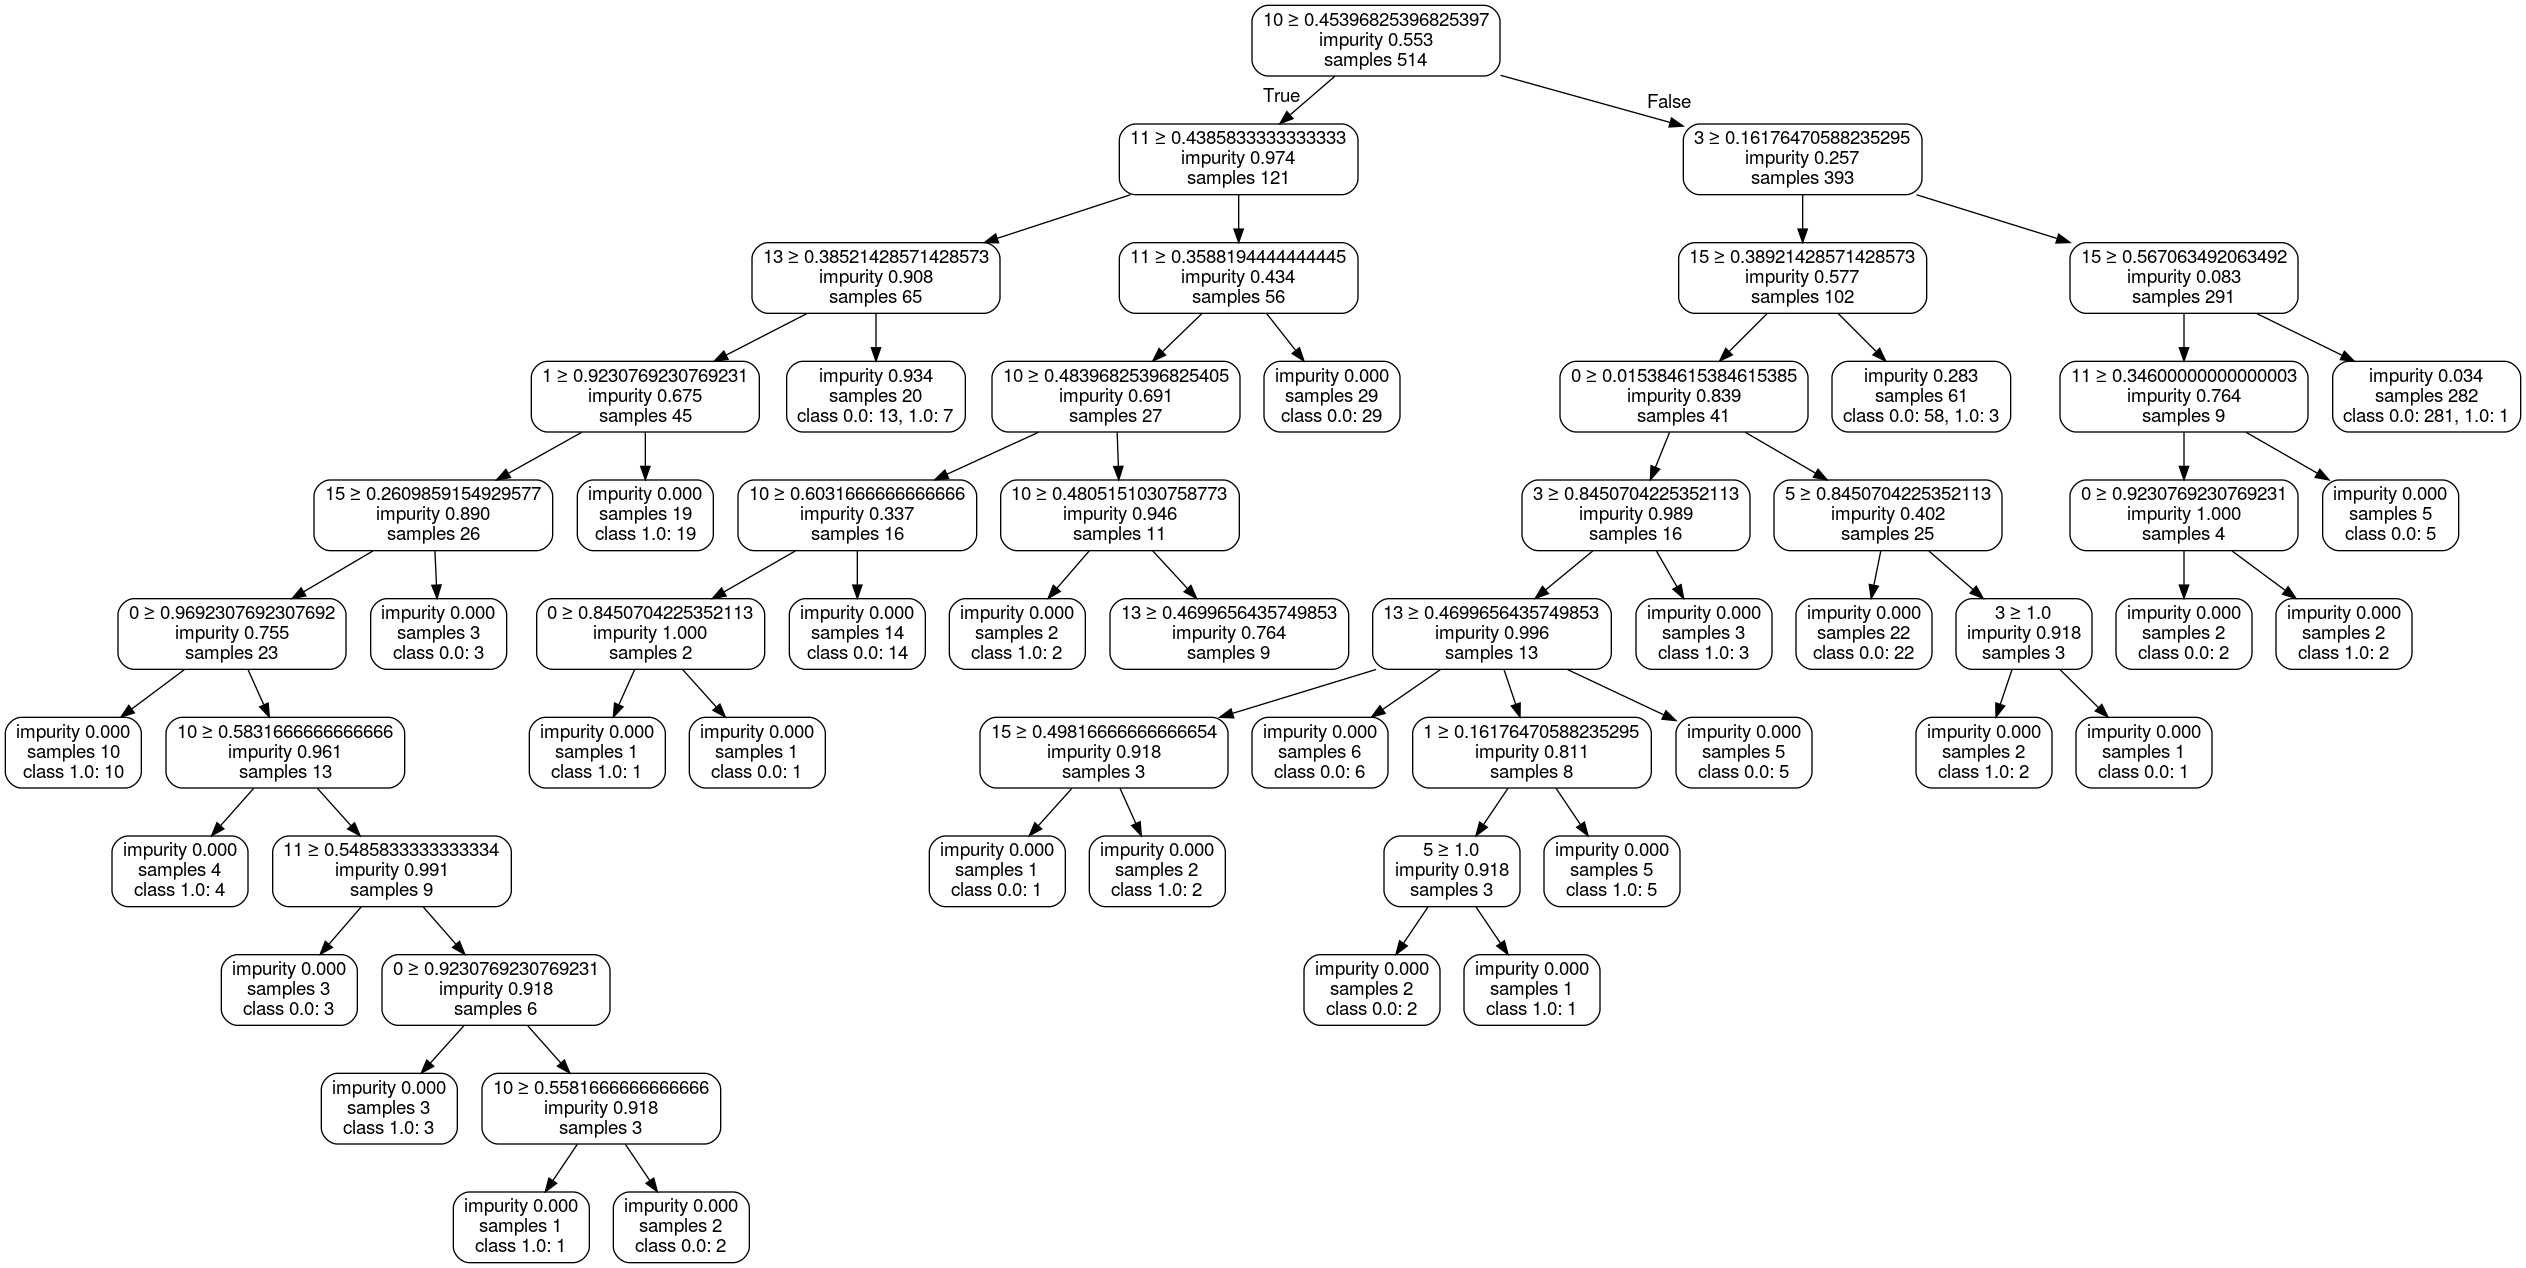 10 ≥ 0.45396825396825397
impurity 0.553
samples 514
True
False
11 ≥ 0.4385833333333333
impurity 0.974
samples 121
3 ≥ 0.16176470588235295
impurity 0.257
samples 393
13 ≥ 0.38521428571428573
impurity 0.908
samples 65
11 ≥ 0.3588194444444445
impurity 0.434
samples 56
15 ≥ 0.38921428571428573
impurity 0.577
samples 102
15 ≥ 0.567063492063492
impurity 0.083
samples 291
1 ≥ 0.9230769230769231
impurity 0.675
samples 45
impurity 0.934
samples 20
class 0.0: 13, 1.0: 7
10 ≥ 0.48396825396825405
impurity 0.691
samples 27
impurity 0.000
samples 29
class 0.0: 29
0 ≥ 0.015384615384615385
impurity 0.839
samples 41
impurity 0.283
samples 61
class 0.0: 58, 1.0: 3
11 ≥ 0.34600000000000003
impurity 0.764
samples 9
impurity 0.034
samples 282
class 0.0: 281, 1.0: 1
15 ≥ 0.2609859154929577
impurity 0.890
samples 26
impurity 0.000
samples 19
class 1.0: 19
10 ≥ 0.6031666666666666
impurity 0.337
samples 16
10 ≥ 0.4805151030758773
impurity 0.946
samples 11
3 ≥ 0.8450704225352113
impurity 0.989
samples 16
5 ≥ 0.8450704225352113
impurity 0.402
samples 25
0 ≥ 0.9230769230769231
impurity 1.000
samples 4
impurity 0.000
samples 5
class 0.0: 5
0 ≥ 0.9692307692307692
impurity 0.755
samples 23
impurity 0.000
samples 3
class 0.0: 3
0 ≥ 0.8450704225352113
impurity 1.000
samples 2
impurity 0.000
samples 14
class 0.0: 14
impurity 0.000
samples 2
class 1.0: 2
13 ≥ 0.4699656435749853
impurity 0.764
samples 9
13 ≥ 0.4699656435749853
impurity 0.996
samples 13
impurity 0.000
samples 3
class 1.0: 3
impurity 0.000
samples 22
class 0.0: 22
3 ≥ 1.0
impurity 0.918
samples 3
impurity 0.000
samples 2
class 0.0: 2
impurity 0.000
samples 2
class 1.0: 2
impurity 0.000
samples 10
class 1.0: 10
10 ≥ 0.5831666666666666
impurity 0.961
samples 13
impurity 0.000
samples 1
class 1.0: 1
impurity 0.000
samples 1
class 0.0: 1
15 ≥ 0.49816666666666654
impurity 0.918
samples 3
impurity 0.000
samples 6
class 0.0: 6
1 ≥ 0.16176470588235295
impurity 0.811
samples 8
impurity 0.000
samples 5
class 0.0: 5
impurity 0.000
samples 2
class 1.0: 2
impurity 0.000
samples 1
class 0.0: 1
impurity 0.000
samples 4
class 1.0: 4
11 ≥ 0.5485833333333334
impurity 0.991
samples 9
impurity 0.000
samples 1
class 0.0: 1
impurity 0.000
samples 2
class 1.0: 2
5 ≥ 1.0
impurity 0.918
samples 3
impurity 0.000
samples 5
class 1.0: 5
impurity 0.000
samples 3
class 0.0: 3
0 ≥ 0.9230769230769231
impurity 0.918
samples 6
impurity 0.000
samples 2
class 0.0: 2
impurity 0.000
samples 1
class 1.0: 1
impurity 0.000
samples 3
class 1.0: 3
10 ≥ 0.5581666666666666
impurity 0.918
samples 3
impurity 0.000
samples 1
class 1.0: 1
impurity 0.000
samples 2
class 0.0: 2